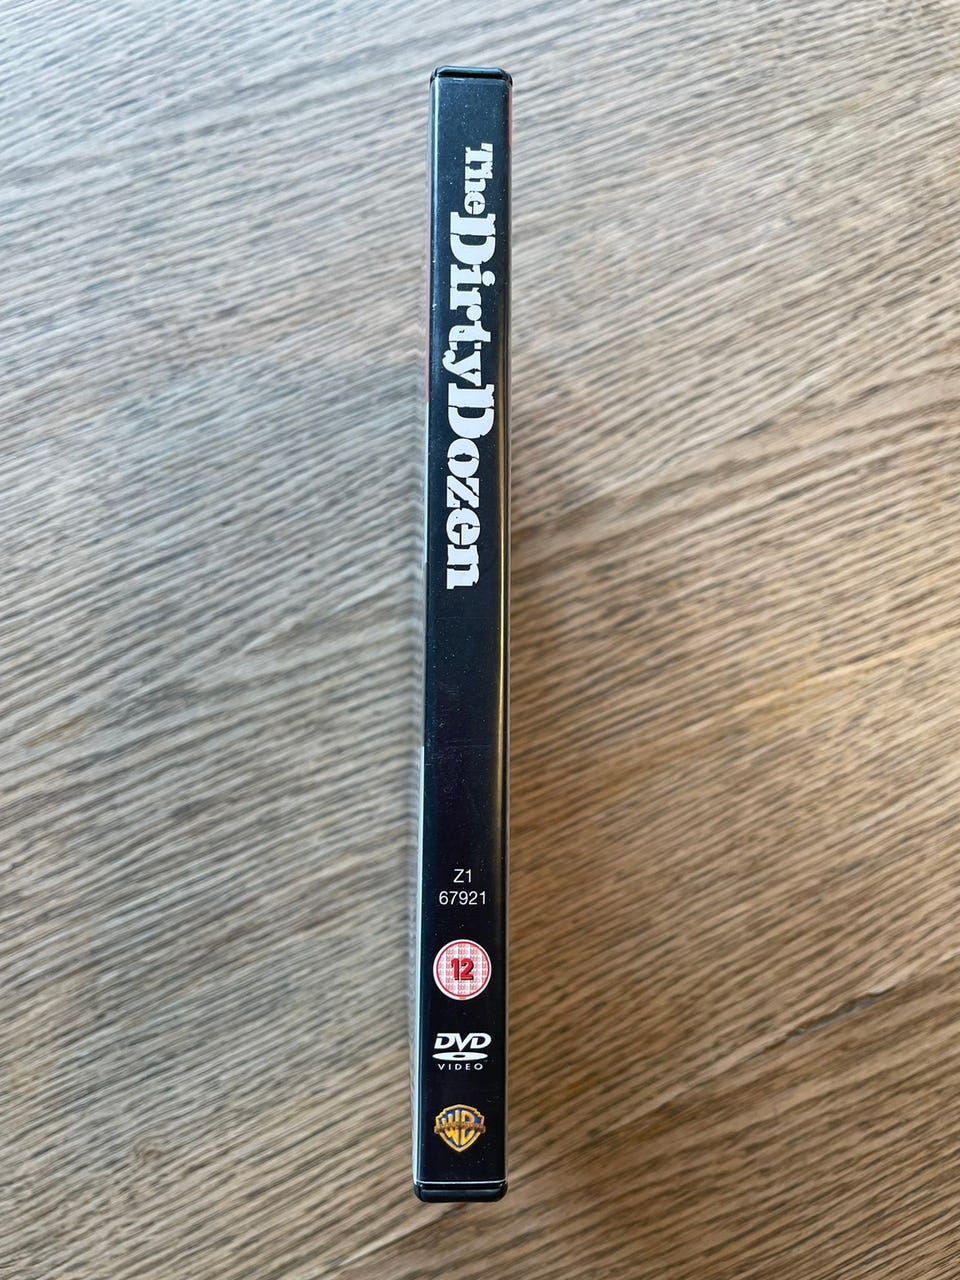 The Dirty Dozen
Z1
67921
12
DVD
VIDEO
WB